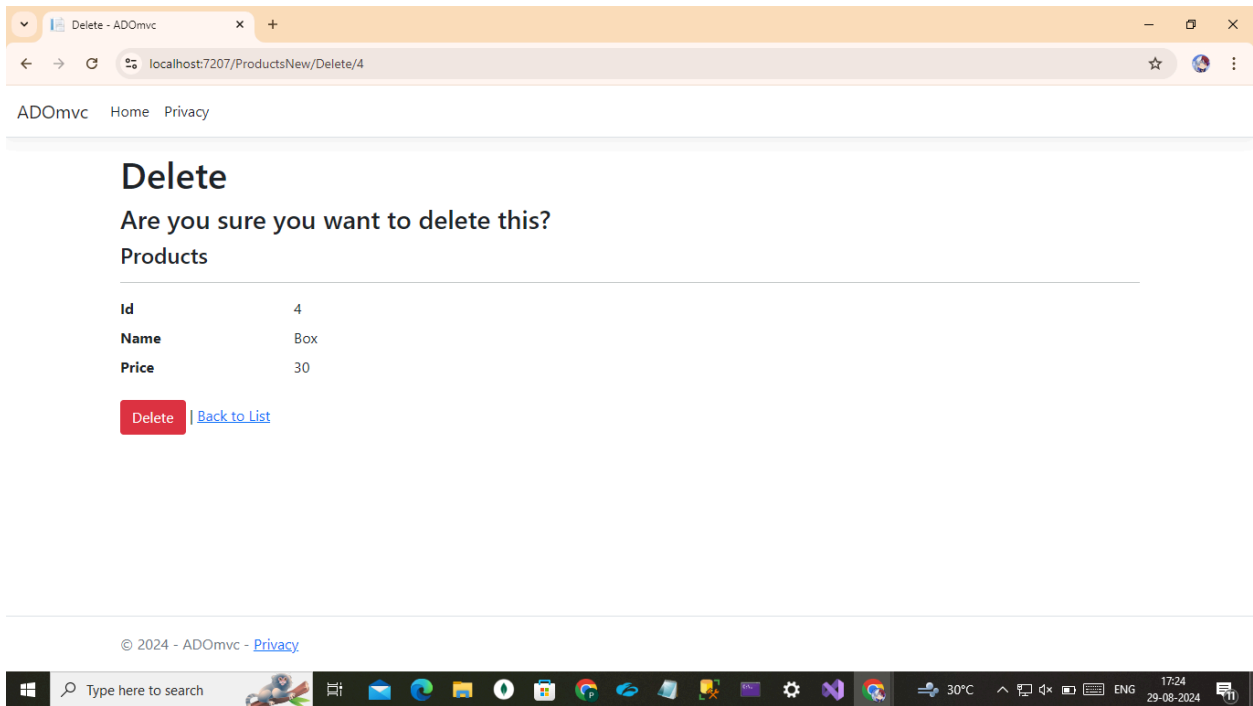 Delete - ADOmvc
localhost:7207/ProductsNew/Delete/4
ADOmvc Home Privacy
Delete
Are you sure you want to delete this?
Products
Id 4
Name Box
Price 30
Delete | Back to List
© 2024 - ADOmvc - Privacy
Type here to search 30°C ENG 17:24
29-08-2024 11